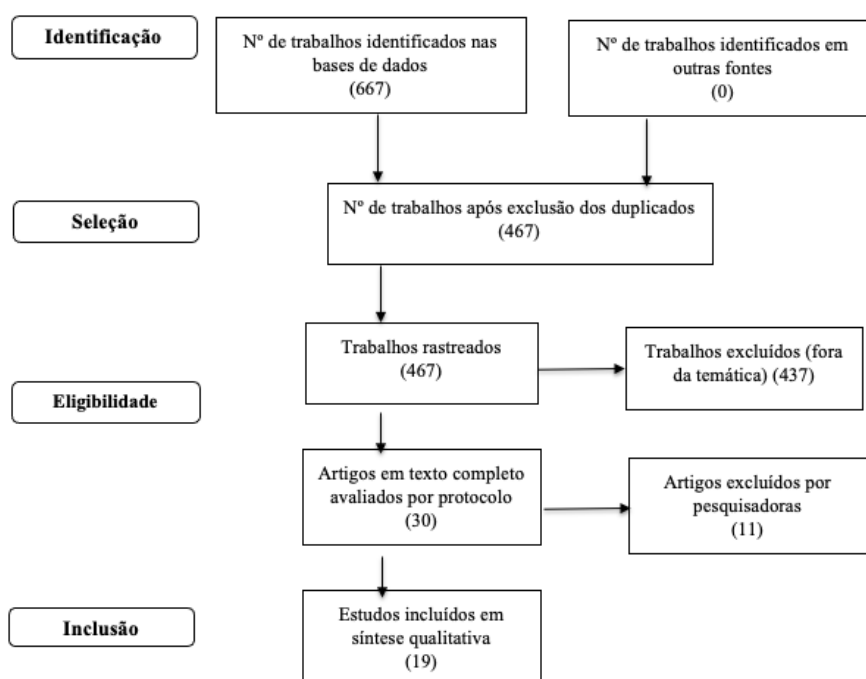 Identificação
Nº de trabalhos identificados nas
bases de dados
(667)
Nº de trabalhos identificados em
outras fontes
(0)
Seleção
Nº de trabalhos após exclusão dos duplicados
(467)
Trabalhos rastreados
(467)
Trabalhos excluídos (fora
da temática) (437)
Eligibilidade
Artigos em texto completo
avaliados por protocolo
(30)
Artigos excluídos por
pesquisadoras
(11)
Inclusão
Estudos incluídos em
síntese qualitativa
(19)